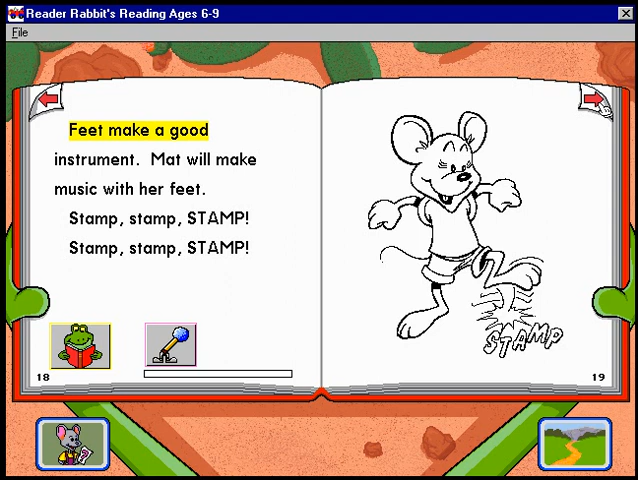 Reader Rabbit's Reading Ages 6-9
File
Feet make a good
instrument. Mat will make
music with her feet.
Stamp, stamp, STAMP!
Stamp, stamp, STAMP!
STAMP
18
19